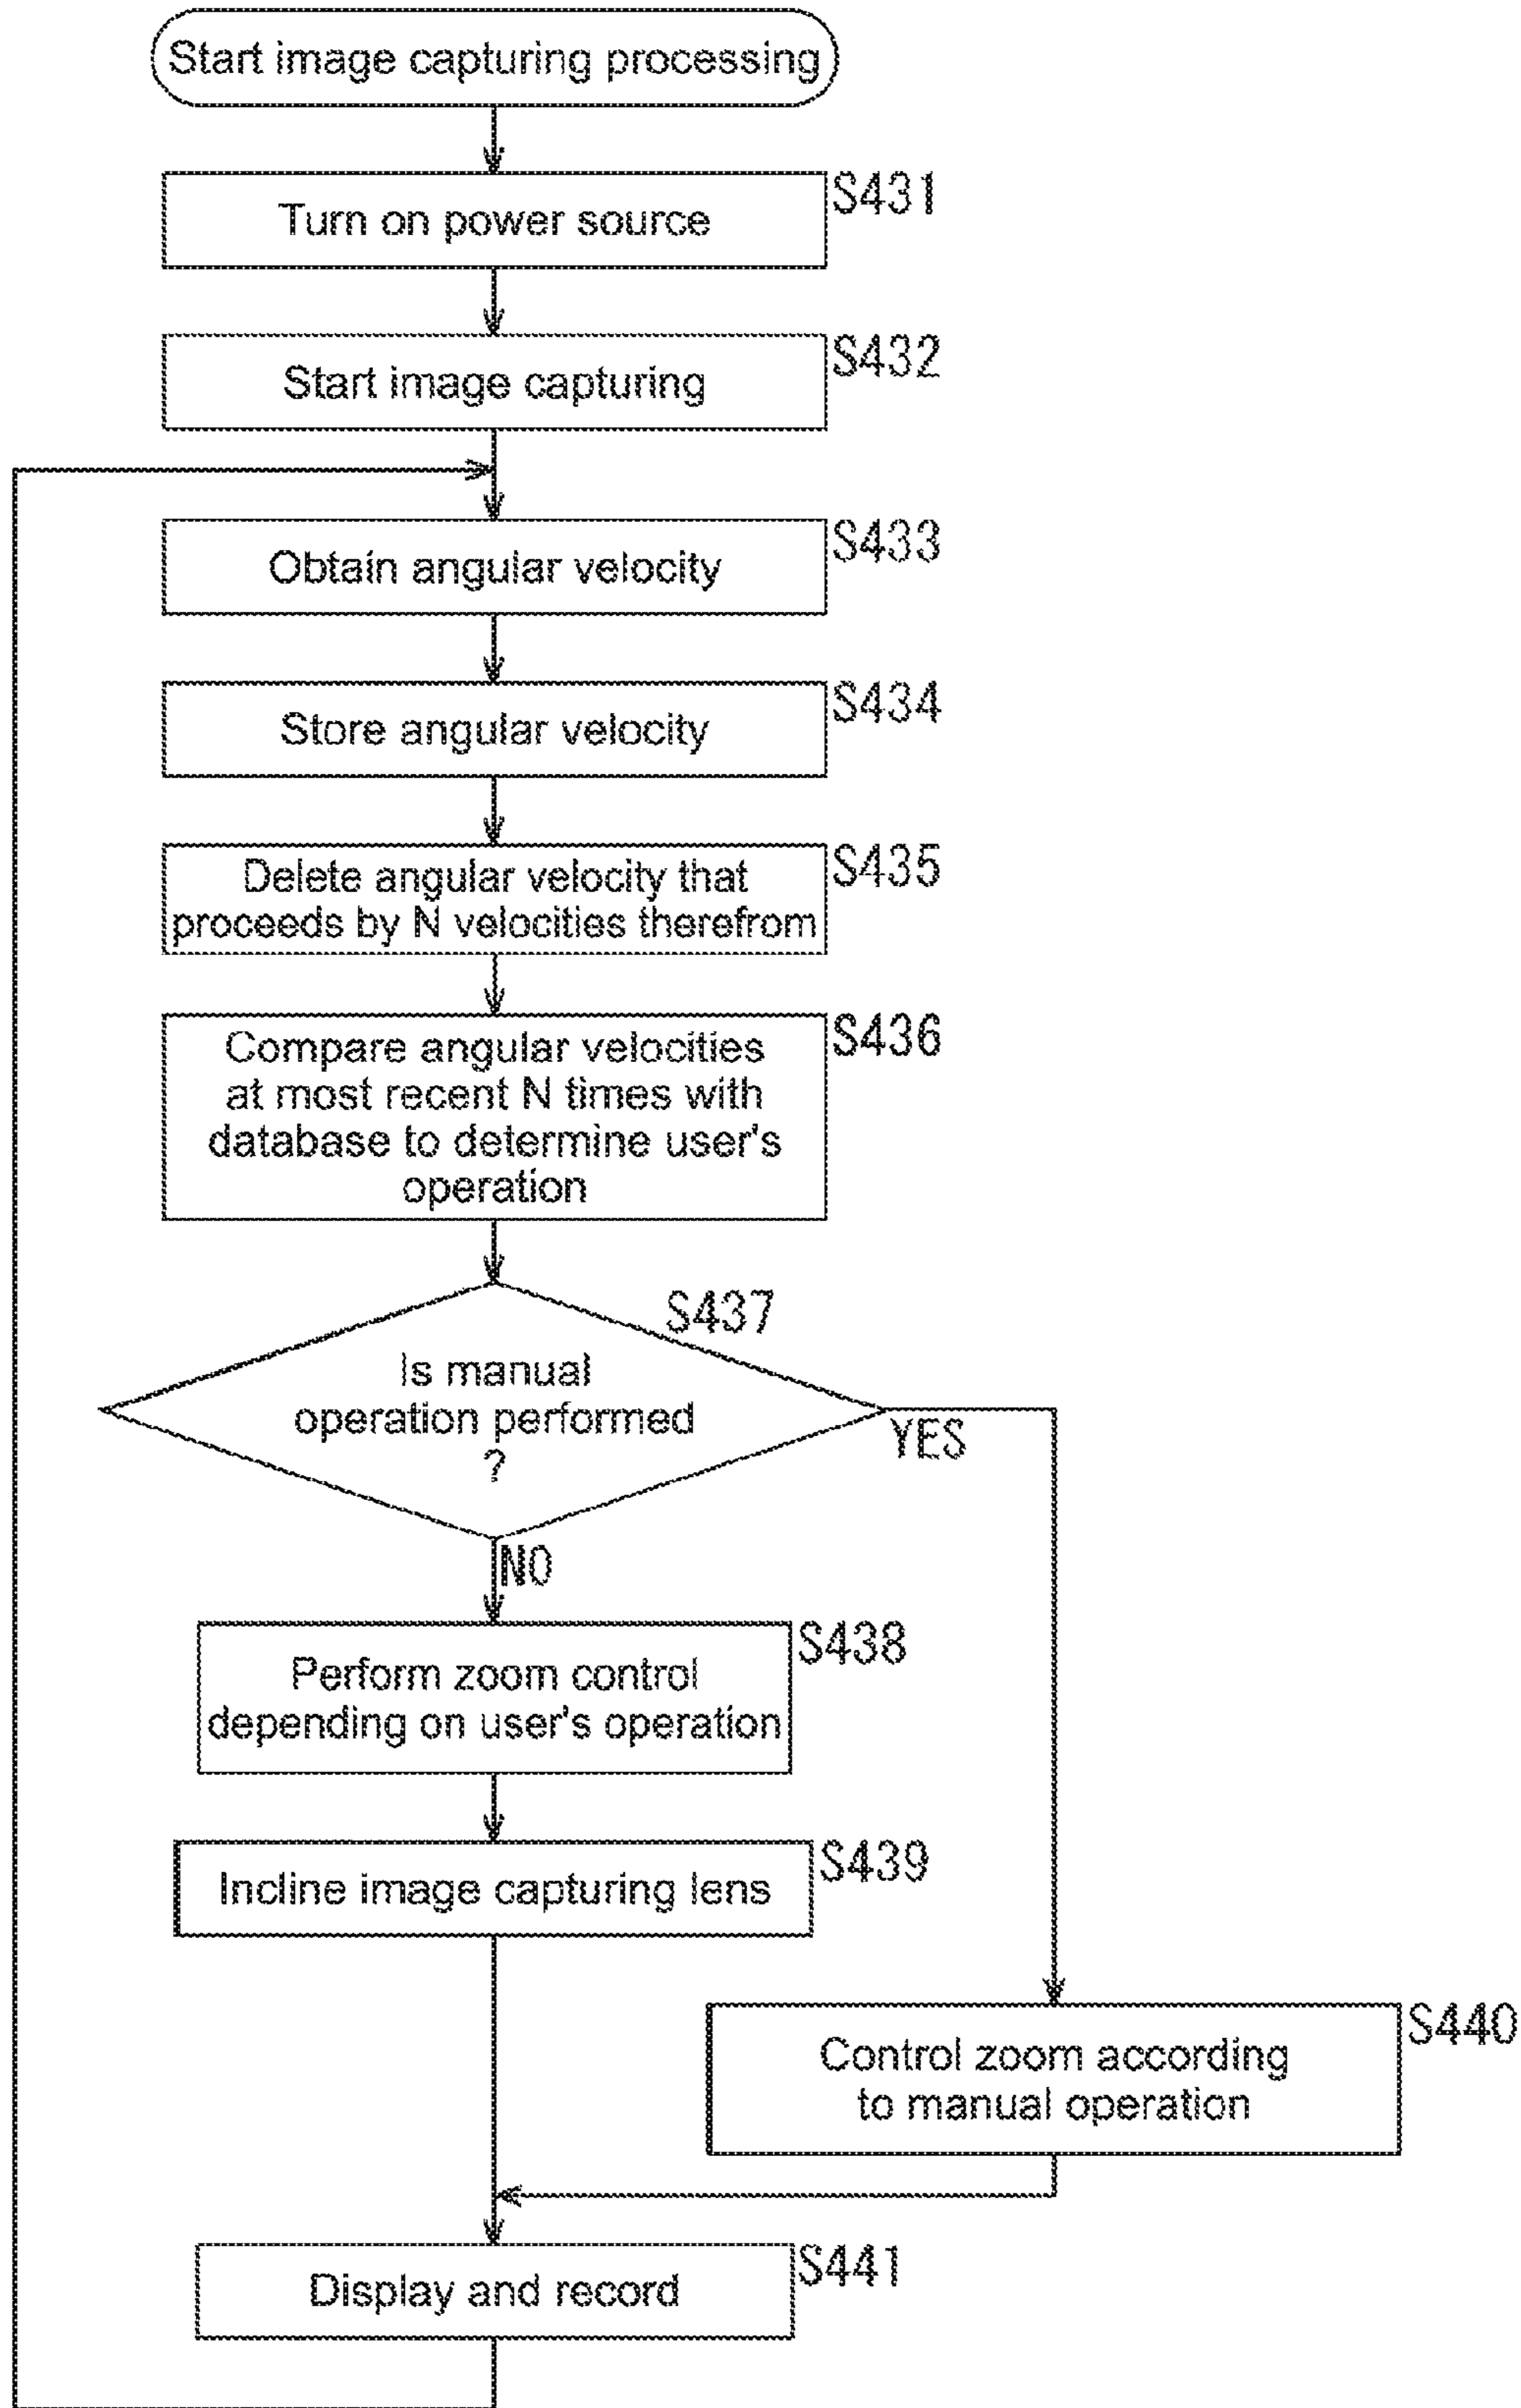 Start image capturing processing
S431
Turn on power source
S432
Start image capturing
S433
Obtain angular velocity
S434
Store angular velocity
S435
Delete angular velocity that
proceeds by N velocities therefrom
S436
Compare angular velocities
at most recent N times with
database to determine user's
operation
S437
Is manual
operation performed
?
YES
NO
S438
Perform zoom control
depending on user's operation
S439
Incline image capturing lens
S440
Control zoom according
to manual operation
S441
Display and record